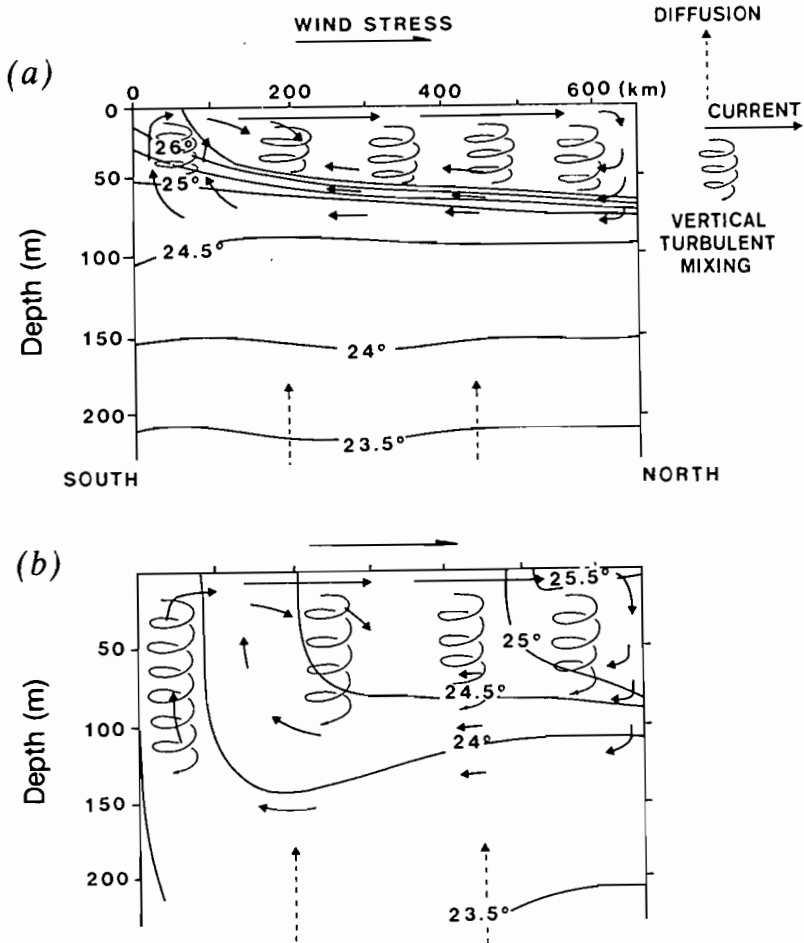 WIND STRESS
DIFFUSION
(a)
0 200 400 600 (km)
CURRENT
0
50
100
150
200
Depth (m)
26°
25°
24.5°
24°
23.5°
VERTICAL
TURBULENT
MIXING
SOUTH
NORTH
(b)
50
100
150
200
Depth (m)
25.5°
25°
24.5°
24°
23.5°